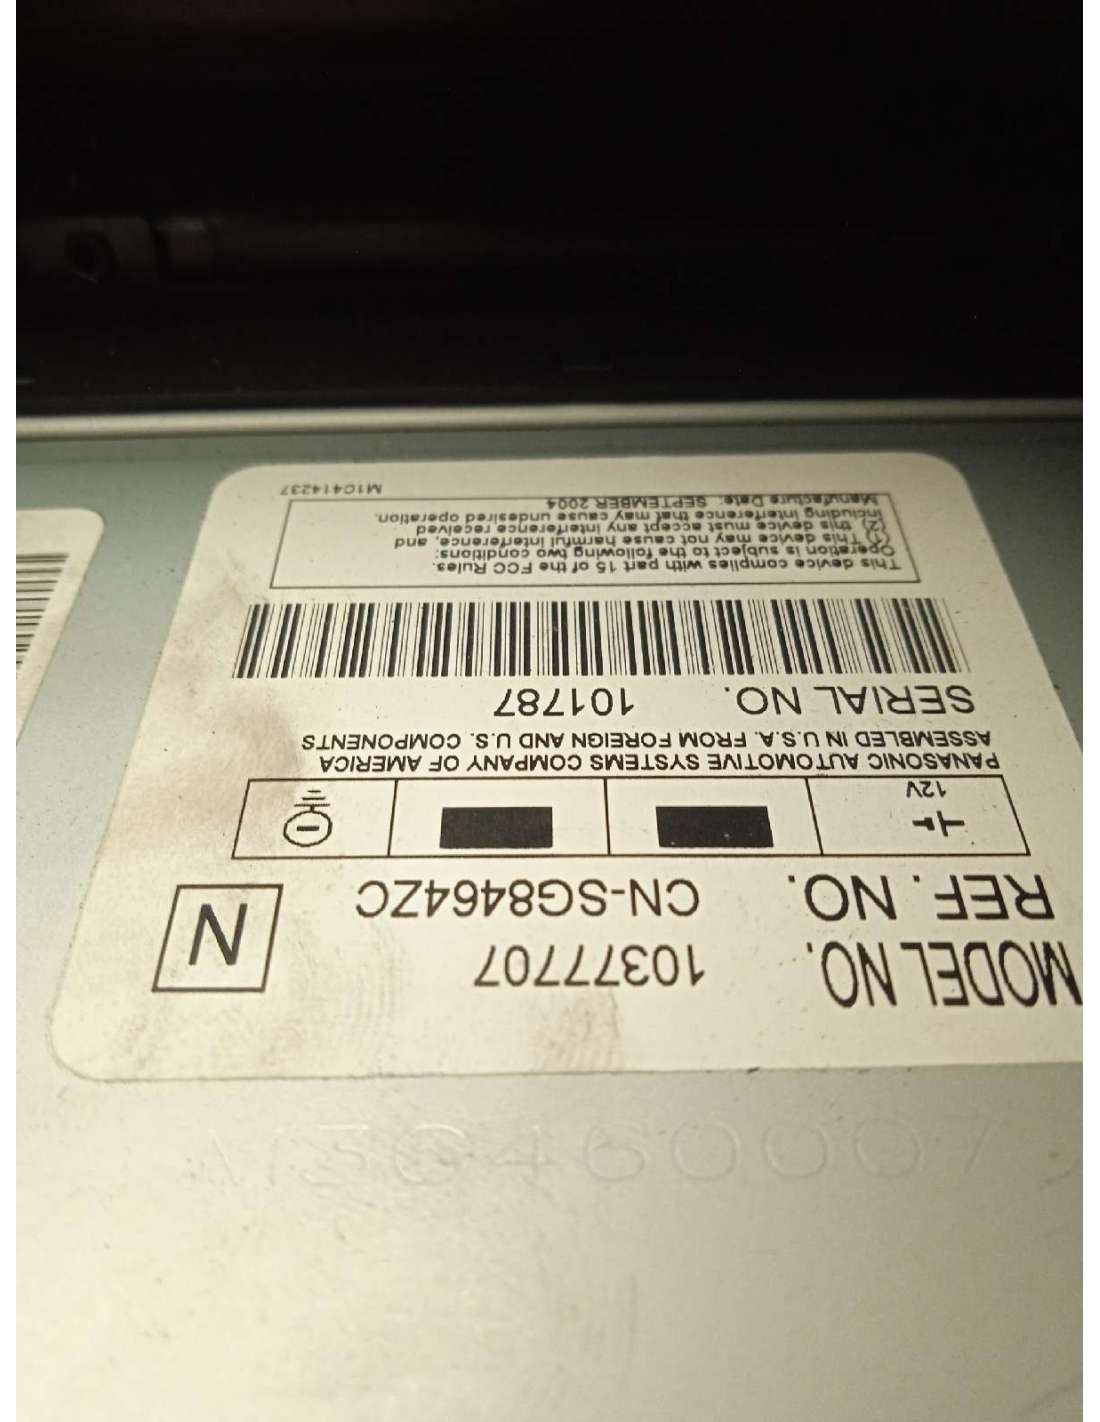 MODEL NO. 10377707
REF. NO. CN-SG8464ZC
N
12V
PANASONIC AUTOMOTIVE SYSTEMS COMPANY OF AMERICA
ASSEMBLED IN U.S.A. FROM FOREIGN AND U.S. COMPONENTS
SERIAL NO. 101787
This device complies with part 15 of the FCC Rules.
Operation is subject to the following two conditions:
(1) This device may not cause harmful interference, and
(2) this device must accept any interference received
including interference that may cause undesired operation.
Manufacture Date: SEPTEMBER 2004
M1C414237